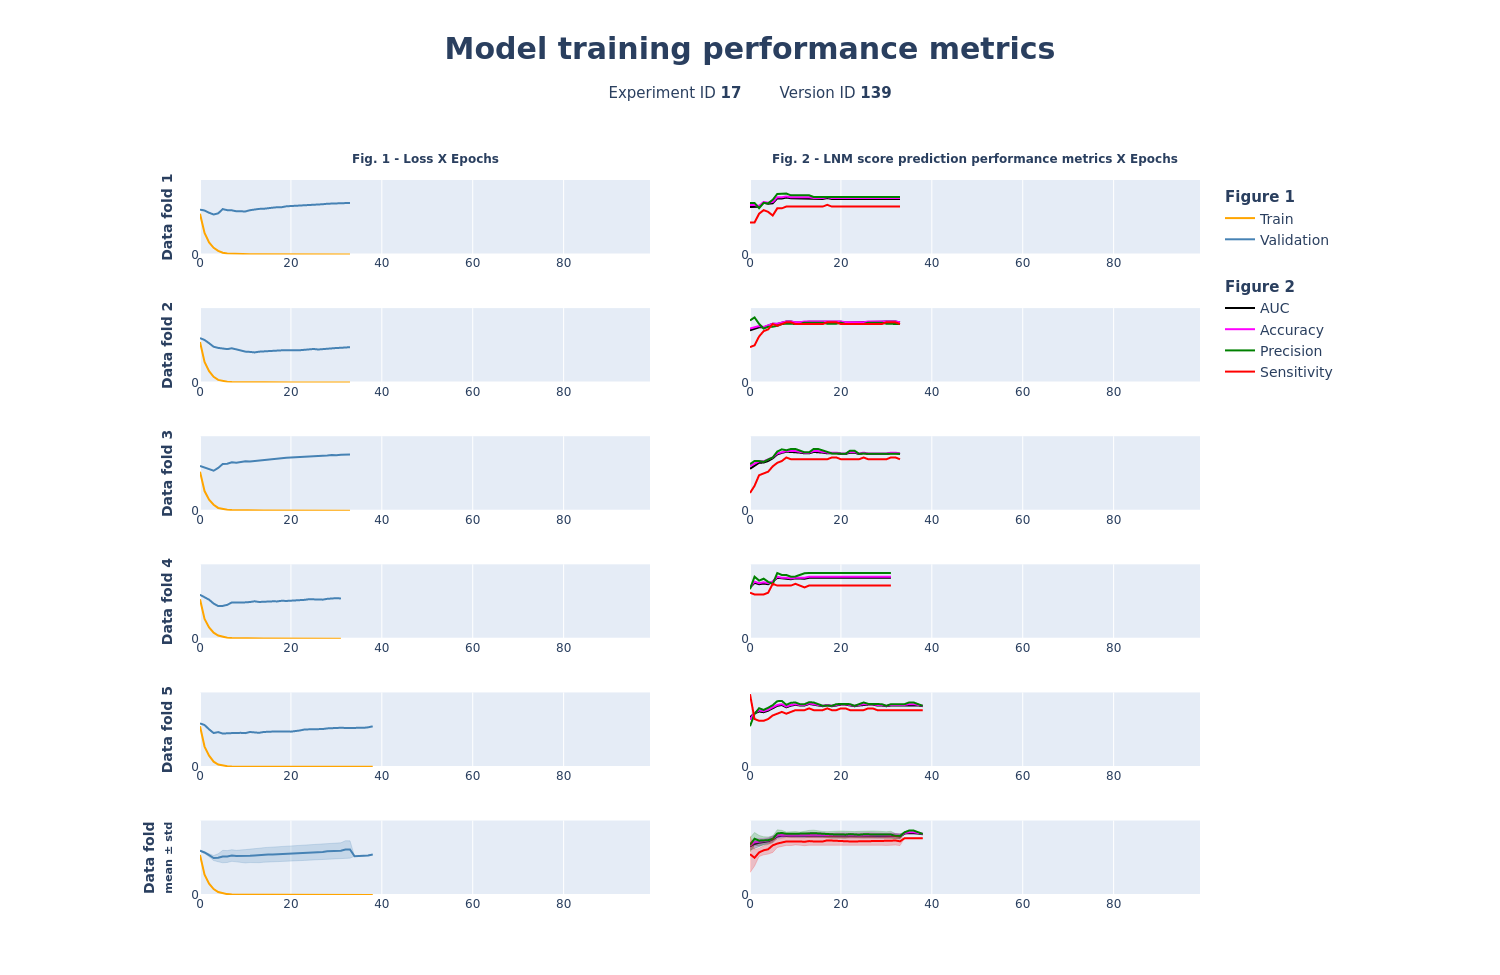 Model training performance metrics
Experiment ID 17 Version ID 139
Fig. 1 - Loss X Epochs
Fig. 2 - LNM score prediction performance metrics X Epochs
Data fold 1
0
0 20 40 60 80
0
0 20 40 60 80
Figure 1
Train
Validation
Figure 2
AUC
Accuracy
Precision
Sensitivity
Data fold 2
0
0 20 40 60 80
0
0 20 40 60 80
Data fold 3
0
0 20 40 60 80
0
0 20 40 60 80
Data fold 4
0
0 20 40 60 80
0
0 20 40 60 80
Data fold 5
0
0 20 40 60 80
0
0 20 40 60 80
Data fold
mean ± std
0
0 20 40 60 80
0
0 20 40 60 80